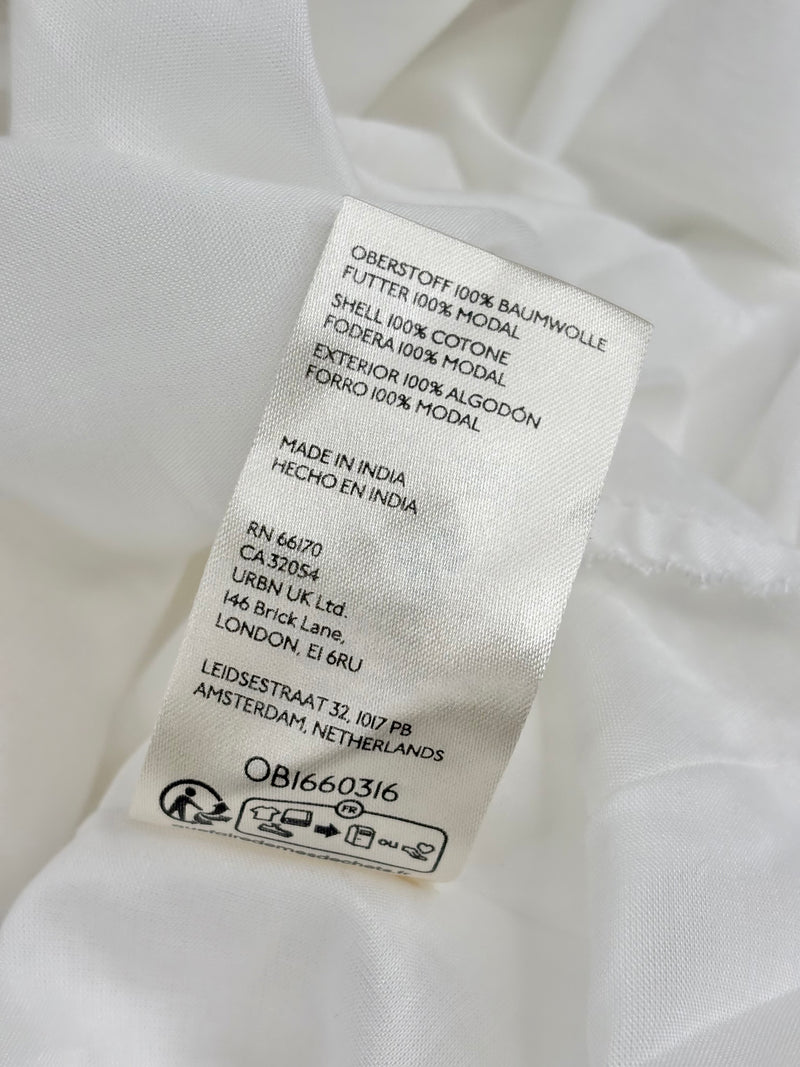 OBERSTOFF 100% BAUMWOLLE
FUTTER 100% MODAL
SHELL 100% COTONE
FODERA 100% MODAL
EXTERIOR 100% ALGODÓN
FORRO 100% MODAL
MADE IN INDIA
HECHO EN INDIA
RN 66170
CA 32054
URBN UK Ltd.
146 Brick Lane,
LONDON, E1 6RU
LEIDSESTRAAT 32, 1017 PB
AMSTERDAM, NETHERLANDS
OB1660316
FR
OU
quefairedemesdechets.fr